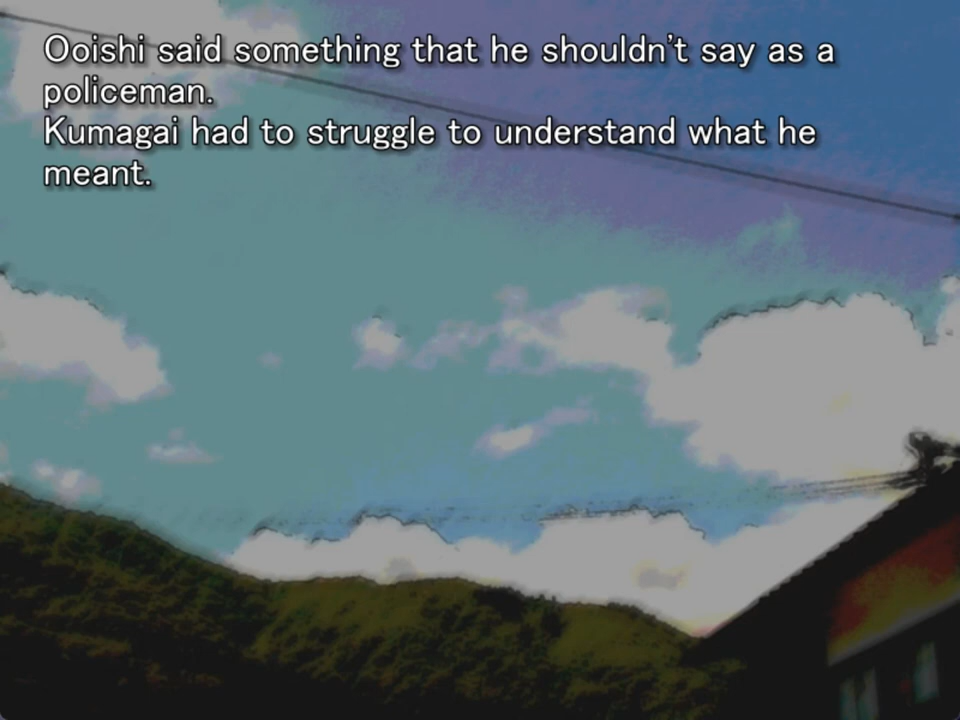 Ooishi said something that he shouldn't say as a
policeman.
Kumagai had to struggle to understand what he
meant.